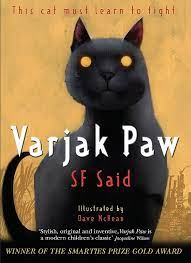 This cat must learn to fight
Varjak Paw
SF Said
Illustrated by
Dave McKean
'Stylish, original and inventive, Varjak Paw is
a modern children's classic' Jacqueline Wilson
WINNER OF THE SMARTIES PRIZE GOLD AWARD